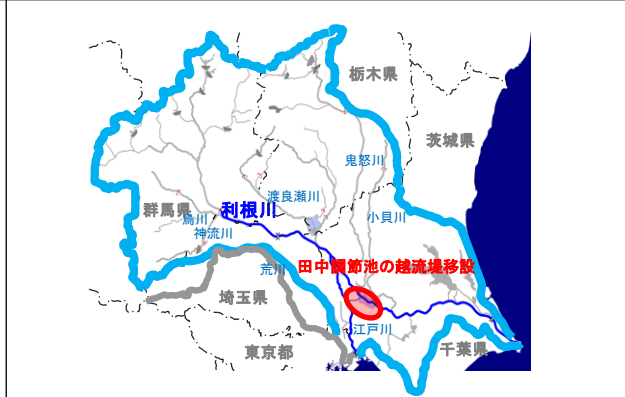 栃木県
茨城県
鬼怒川
渡良瀬川
群馬県
利根川
小貝川
烏川
神流川
荒川
田中調節池の越流堤移設
埼玉県
江戸川
東京都
千葉県